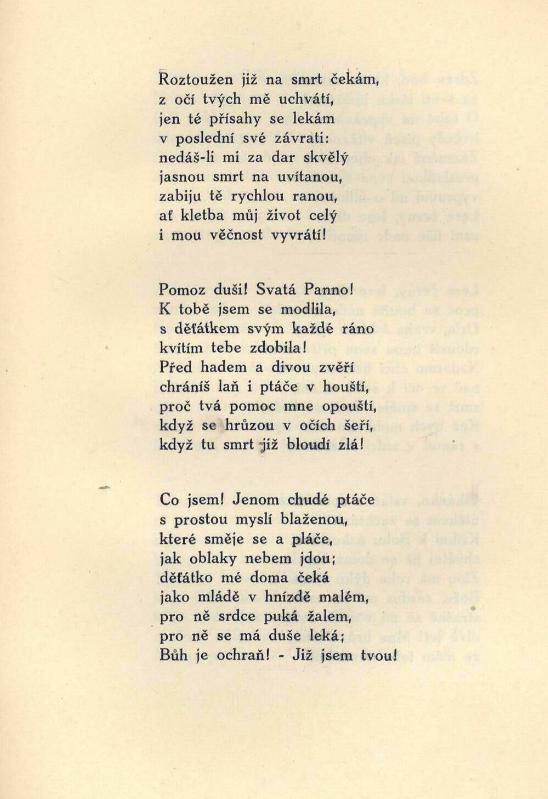 Roztoužen již na smrt čekám,
z očí tvých mě uchvátí,
jen té přísahy se lekám
v poslední své závrati:
nedáš-li mi za dar skvělý
jasnou smrt na uvítanou,
zabiju tě rychlou ranou,
ať kletba můj život celý
i mou věčnost vyvrátí!

Pomoz duši! Svatá Panno!
K tobě jsem se modlila,
s děťátkem svým každé ráno
kvítím tebe zdobila!
Před hadem a divou zvěří
chráníš laň i ptáče v houští,
proč tvá pomoc mne opouští,
když se hrůzou v očích šeří,
když tu smrt již bloudí zlá!

Co jsem! Jenom chudé ptáče
s prostou myslí blaženou,
které směje se a pláče,
jak oblaky nebem jdou;
děťátko mé doma čeká
jako mládě v hnízdě malém,
pro ně srdce puká žalem,
pro ně se má duše leká;
Bůh je ochraň! - Již jsem tvou!